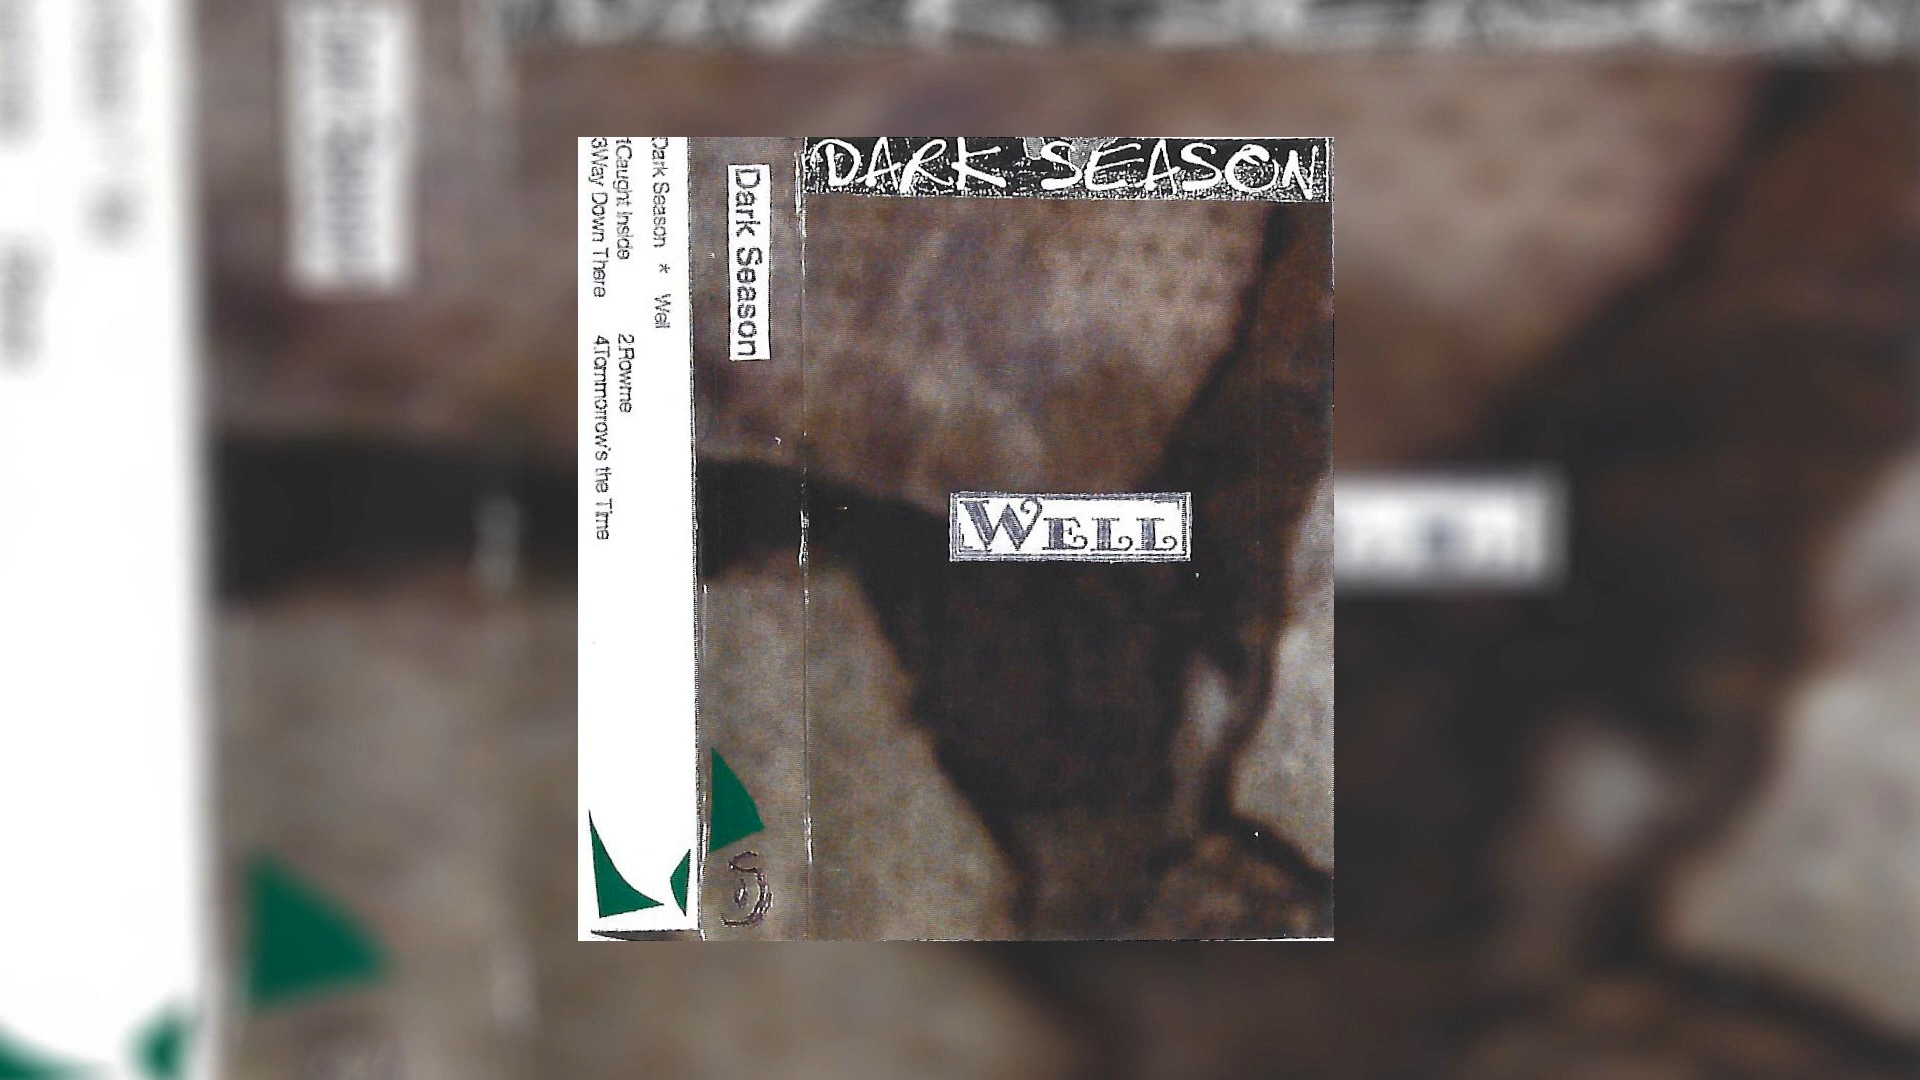 DARK SEASON
WELL
Dark Season
Dark Season * Well
1Caught Inside 2Rowme
3Way Down There 4Tommorrow's the Time